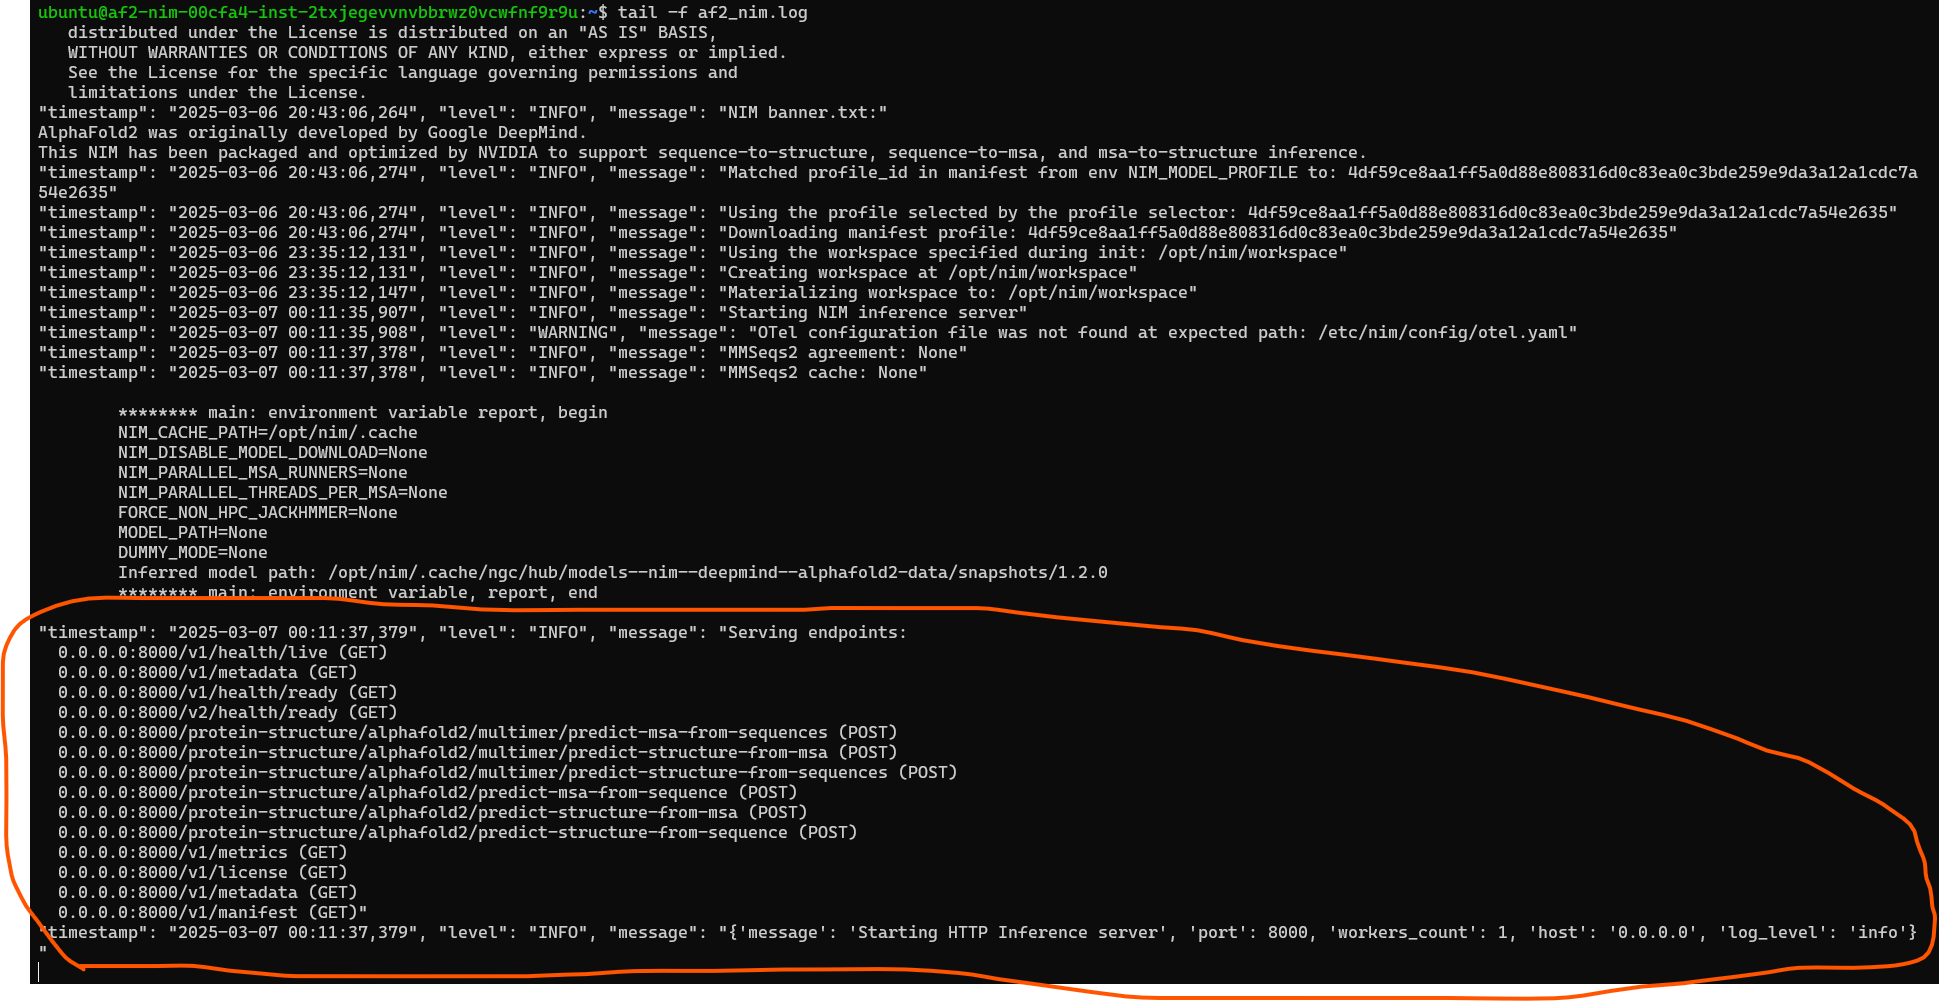 ubuntu@af2-nim-00cfa4-inst-2txjegevvnvbbrwz0vcwfnf9r9u:~$ tail -f af2_nim.log
distributed under the License is distributed on an "AS IS" BASIS,
WITHOUT WARRANTIES OR CONDITIONS OF ANY KIND, either express or implied.
See the License for the specific language governing permissions and
limitations under the License.
"timestamp": "2025-03-06 20:43:06,264", "level": "INFO", "message": "NIM banner.txt:"
AlphaFold2 was originally developed by Google DeepMind.
This NIM has been packaged and optimized by NVIDIA to support sequence-to-structure, sequence-to-msa, and msa-to-structure inference.
"timestamp": "2025-03-06 20:43:06,274", "level": "INFO", "message": "Matched profile_id in manifest from env NIM_MODEL_PROFILE to: 4df59ce8aa1ff5a0d88e808316d0c83ea0c3bde259e9da3a12a1cdc7a
54e2635"
"timestamp": "2025-03-06 20:43:06,274", "level": "INFO", "message": "Using the profile selected by the profile selector: 4df59ce8aa1ff5a0d88e808316d0c83ea0c3bde259e9da3a12a1cdc7a54e2635"
"timestamp": "2025-03-06 20:43:06,274", "level": "INFO", "message": "Downloading manifest profile: 4df59ce8aa1ff5a0d88e808316d0c83ea0c3bde259e9da3a12a1cdc7a54e2635"
"timestamp": "2025-03-06 23:35:12,131", "level": "INFO", "message": "Using the workspace specified during init: /opt/nim/workspace"
"timestamp": "2025-03-06 23:35:12,131", "level": "INFO", "message": "Creating workspace at /opt/nim/workspace"
"timestamp": "2025-03-06 23:35:12,147", "level": "INFO", "message": "Materializing workspace to: /opt/nim/workspace"
"timestamp": "2025-03-07 00:11:35,907", "level": "INFO", "message": "Starting NIM inference server"
"timestamp": "2025-03-07 00:11:35,908", "level": "WARNING", "message": "OTel configuration file was not found at expected path: /etc/nim/config/otel.yaml"
"timestamp": "2025-03-07 00:11:37,378", "level": "INFO", "message": "MMSeqs2 agreement: None"
"timestamp": "2025-03-07 00:11:37,378", "level": "INFO", "message": "MMSeqs2 cache: None"
******** main: environment variable report, begin
NIM_CACHE_PATH=/opt/nim/.cache
NIM_DISABLE_MODEL_DOWNLOAD=None
NIM_PARALLEL_MSA_RUNNERS=None
NIM_PARALLEL_THREADS_PER_MSA=None
FORCE_NON_HPC_JACKHMMER=None
MODEL_PATH=None
DUMMY_MODE=None
Inferred model path: /opt/nim/.cache/ngc/hub/models--nim--deepmind--alphafold2-data/snapshots/1.2.0
******** main: environment variable, report, end
"timestamp": "2025-03-07 00:11:37,379", "level": "INFO", "message": "Serving endpoints:
0.0.0.0:8000/v1/health/live (GET)
0.0.0.0:8000/v1/metadata (GET)
0.0.0.0:8000/v1/health/ready (GET)
0.0.0.0:8000/v2/health/ready (GET)
0.0.0.0:8000/protein-structure/alphafold2/multimer/predict-msa-from-sequences (POST)
0.0.0.0:8000/protein-structure/alphafold2/multimer/predict-structure-from-msa (POST)
0.0.0.0:8000/protein-structure/alphafold2/multimer/predict-structure-from-sequences (POST)
0.0.0.0:8000/protein-structure/alphafold2/predict-msa-from-sequence (POST)
0.0.0.0:8000/protein-structure/alphafold2/predict-structure-from-msa (POST)
0.0.0.0:8000/protein-structure/alphafold2/predict-structure-from-sequence (POST)
0.0.0.0:8000/v1/metrics (GET)
0.0.0.0:8000/v1/license (GET)
0.0.0.0:8000/v1/metadata (GET)
0.0.0.0:8000/v1/manifest (GET)"
"timestamp": "2025-03-07 00:11:37,379", "level": "INFO", "message": "{'message': 'Starting HTTP Inference server', 'port': 8000, 'workers_count': 1, 'host': '0.0.0.0', 'log_level': 'info'}
"